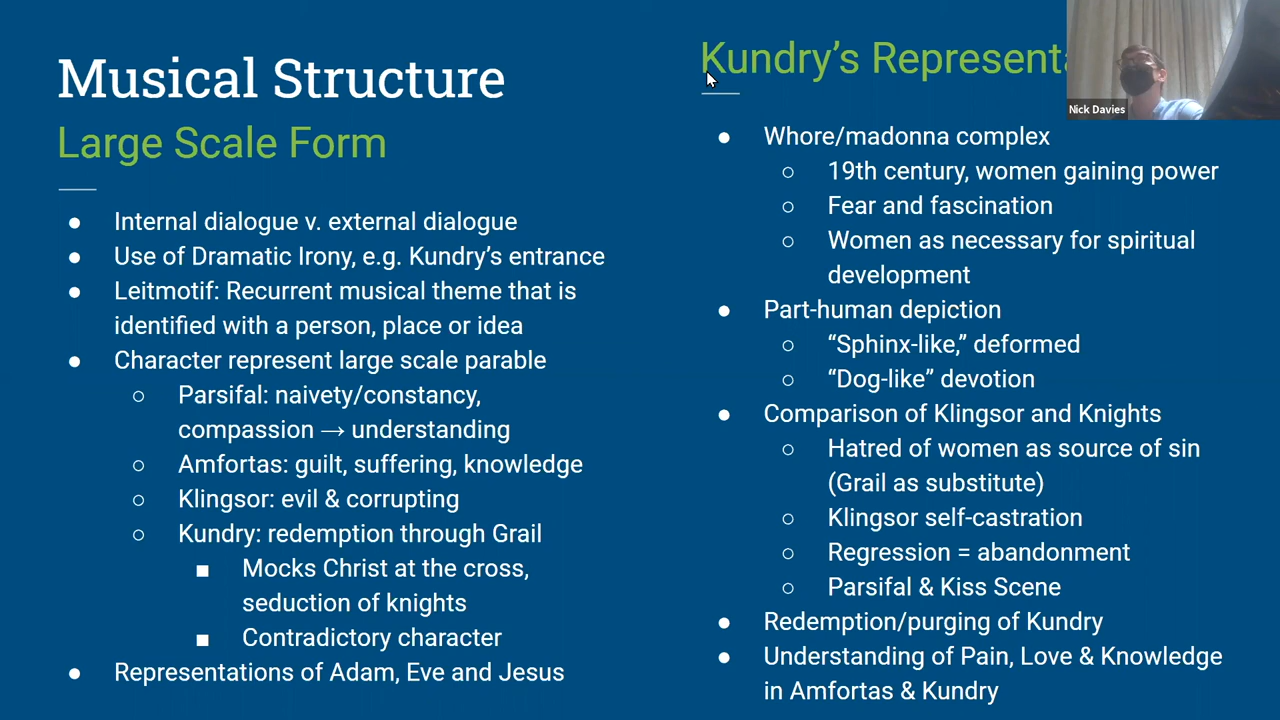 Musical Structure
Large Scale Form
● Internal dialogue v. external dialogue
● Use of Dramatic Irony, e.g. Kundry’s entrance
● Leitmotif: Recurrent musical theme that is
identified with a person, place or idea
● Character represent large scale parable
○ Parsifal: naivety/constancy,
compassion → understanding
○ Amfortas: guilt, suffering, knowledge
○ Klingsor: evil & corrupting
○ Kundry: redemption through Grail
■ Mocks Christ at the cross,
seduction of knights
■ Contradictory character
● Representations of Adam, Eve and Jesus
Kundry’s
Nick Davies
● Whore/madonna complex
○ 19th century, women gaining power
○ Fear and fascination
○ Women as necessary for spiritual
development
● Part-human depiction
○ “Sphinx-like,” deformed
○ “Dog-like” devotion
● Comparison of Klingsor and Knights
○ Hatred of women as source of sin
(Grail as substitute)
○ Klingsor self-castration
○ Regression = abandonment
○ Parsifal & Kiss Scene
● Redemption/purging of Kundry
● Understanding of Pain, Love & Knowledge
in Amfortas & Kundry